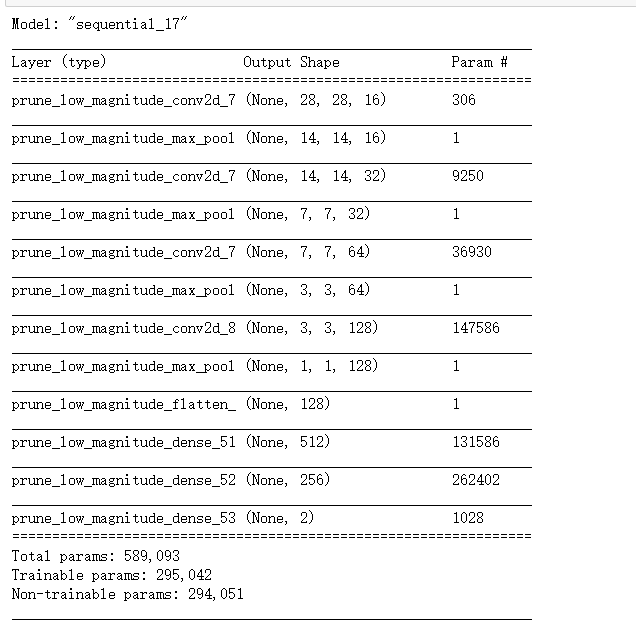 Model: "sequential_17"
Layer (type) Output Shape Param #
prune_low_magnitude_conv2d_7 (None, 28, 28, 16) 306
prune_low_magnitude_max_pool (None, 14, 14, 16) 1
prune_low_magnitude_conv2d_7 (None, 14, 14, 32) 9250
prune_low_magnitude_max_pool (None, 7, 7, 32) 1
prune_low_magnitude_conv2d_7 (None, 7, 7, 64) 36930
prune_low_magnitude_max_pool (None, 3, 3, 64) 1
prune_low_magnitude_conv2d_8 (None, 3, 3, 128) 147586
prune_low_magnitude_max_pool (None, 1, 1, 128) 1
prune_low_magnitude_flatten_ (None, 128) 1
prune_low_magnitude_dense_51 (None, 512) 131586
prune_low_magnitude_dense_52 (None, 256) 262402
prune_low_magnitude_dense_53 (None, 2) 1028
Total params: 589,093
Trainable params: 295,042
Non-trainable params: 294,051